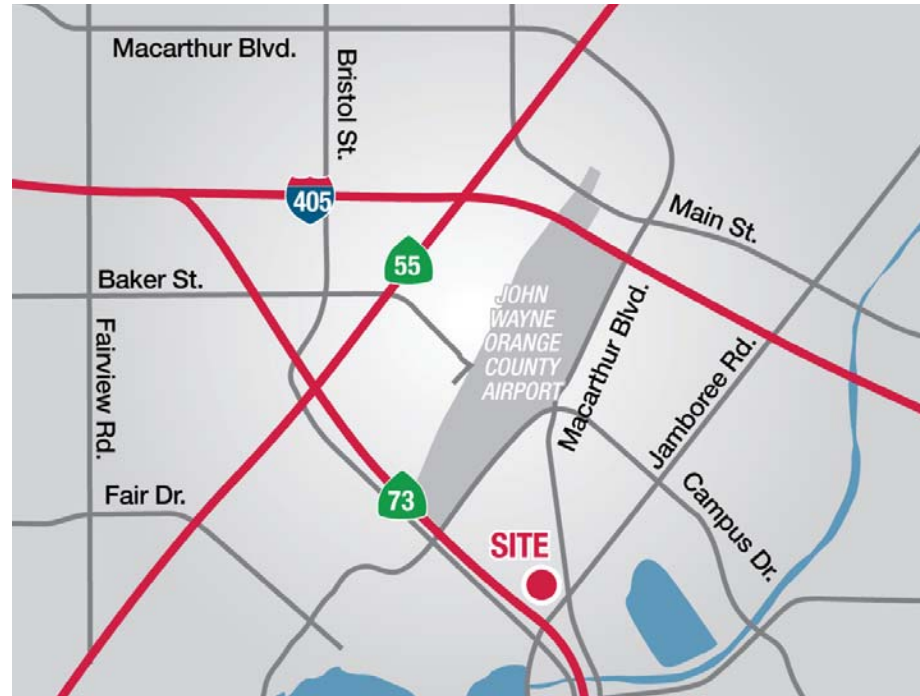 Macarthur Blvd.
Bristol St.
405
Main St.
55
Baker St.
JOHN
WAYNE
ORANGE
COUNTY
AIRPORT
Macarthur Blvd.
Fairview Rd.
Jamboree Rd.
Fair Dr.
73
Campus Dr.
SITE